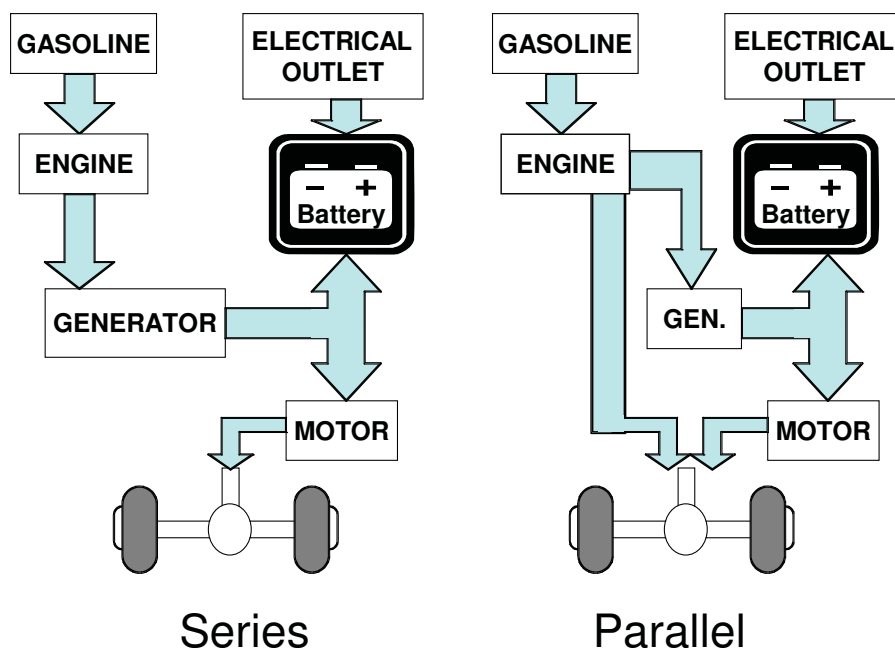 GASOLINE
ELECTRICAL
OUTLET
ENGINE
− +
Battery
GENERATOR
MOTOR
Series
GASOLINE
ELECTRICAL
OUTLET
ENGINE
− +
Battery
GEN.
MOTOR
Parallel